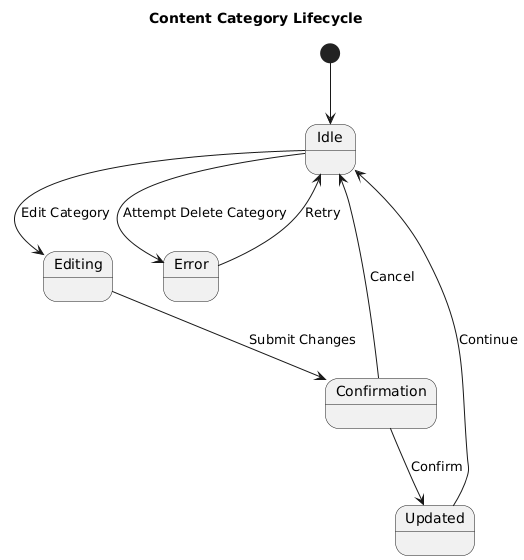 Content Category Lifecycle
Idle
Edit Category
Attempt Delete Category
Retry
Editing
Error
Cancel
Submit Changes
Continue
Confirmation
Confirm
Updated